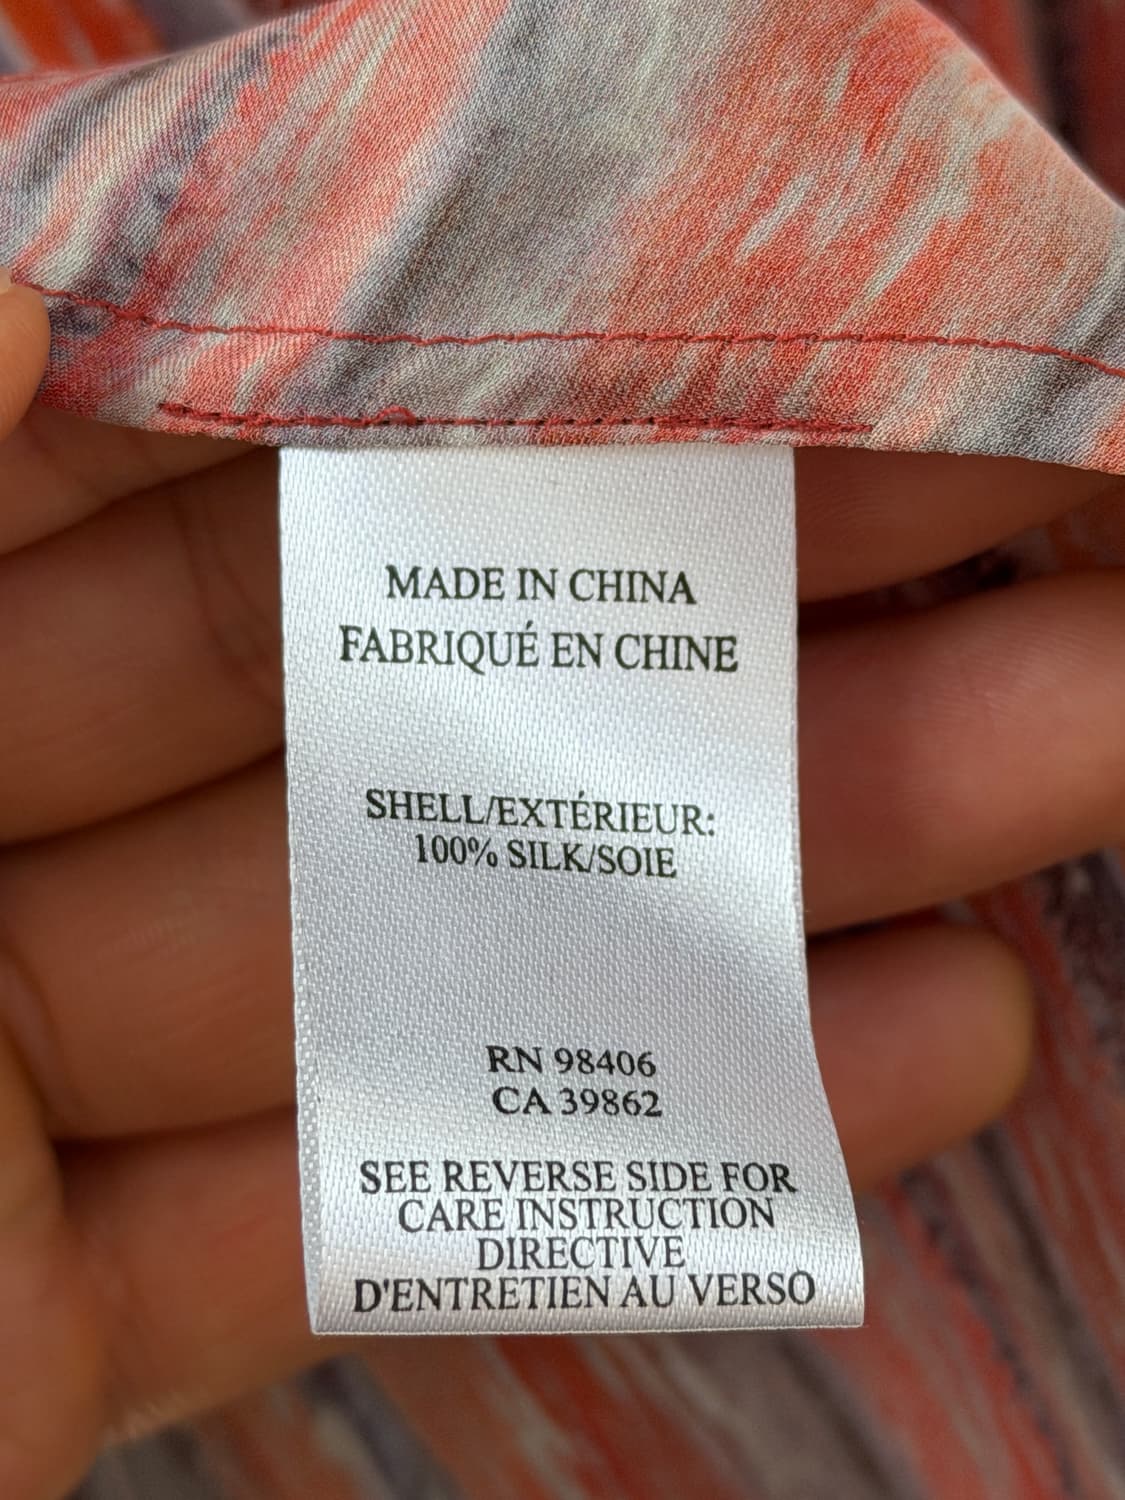 MADE IN CHINA
FABRIQUÉ EN CHINE
SHELL/EXTÉRIEUR:
100% SILK/SOIE
RN 98406
CA 39862
SEE REVERSE SIDE FOR
CARE INSTRUCTION
DIRECTIVE
D'ENTRETIEN AU VERSO